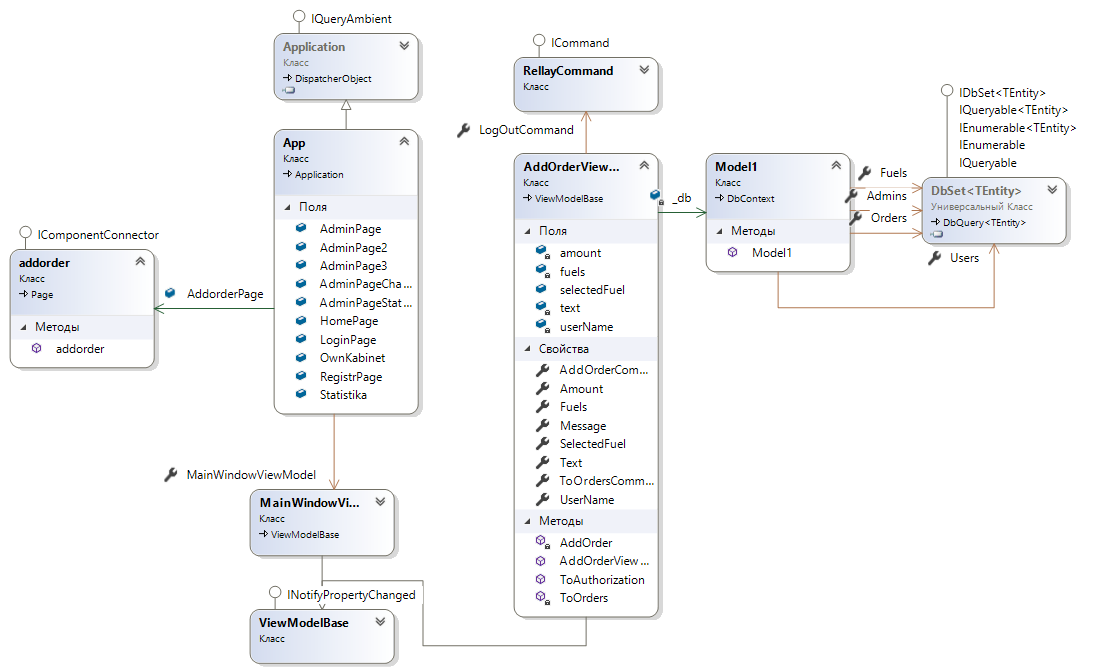 IQueryAmbient
Application
Класс
DispatcherObject
App
Класс
Application
Поля
AdminPage
AdminPage2
AdminPage3
AdminPageCha...
AdminPageStat...
HomePage
LoginPage
OwnKabinet
RegistrPage
Statistika
IComponentConnector
addorder
Класс
Page
Методы
addorder
AddorderPage
MainWindowViewModel
MainWindowVi...
Класс
ViewModelBase
INotifyPropertyChanged
ViewModelBase
Класс
ICommand
RellayCommand
Класс
LogOutCommand
AddOrderView...
Класс
ViewModelBase
Поля
amount
fuels
selectedFuel
text
userName
Свойства
AddOrderCom...
Amount
Fuels
Message
SelectedFuel
Text
ToOrdersComm...
UserName
Методы
AddOrder
AddOrderView...
ToAuthorization
ToOrders
_db
Model1
Класс
DbContext
Методы
Model1
Fuels
Admins
Orders
Users
IDbSet<TEntity>
IQueryable<TEntity>
IEnumerable<TEntity>
IEnumerable
IQueryable
DbSet<TEntity>
Универсальный Класс
DbQuery<TEntity>